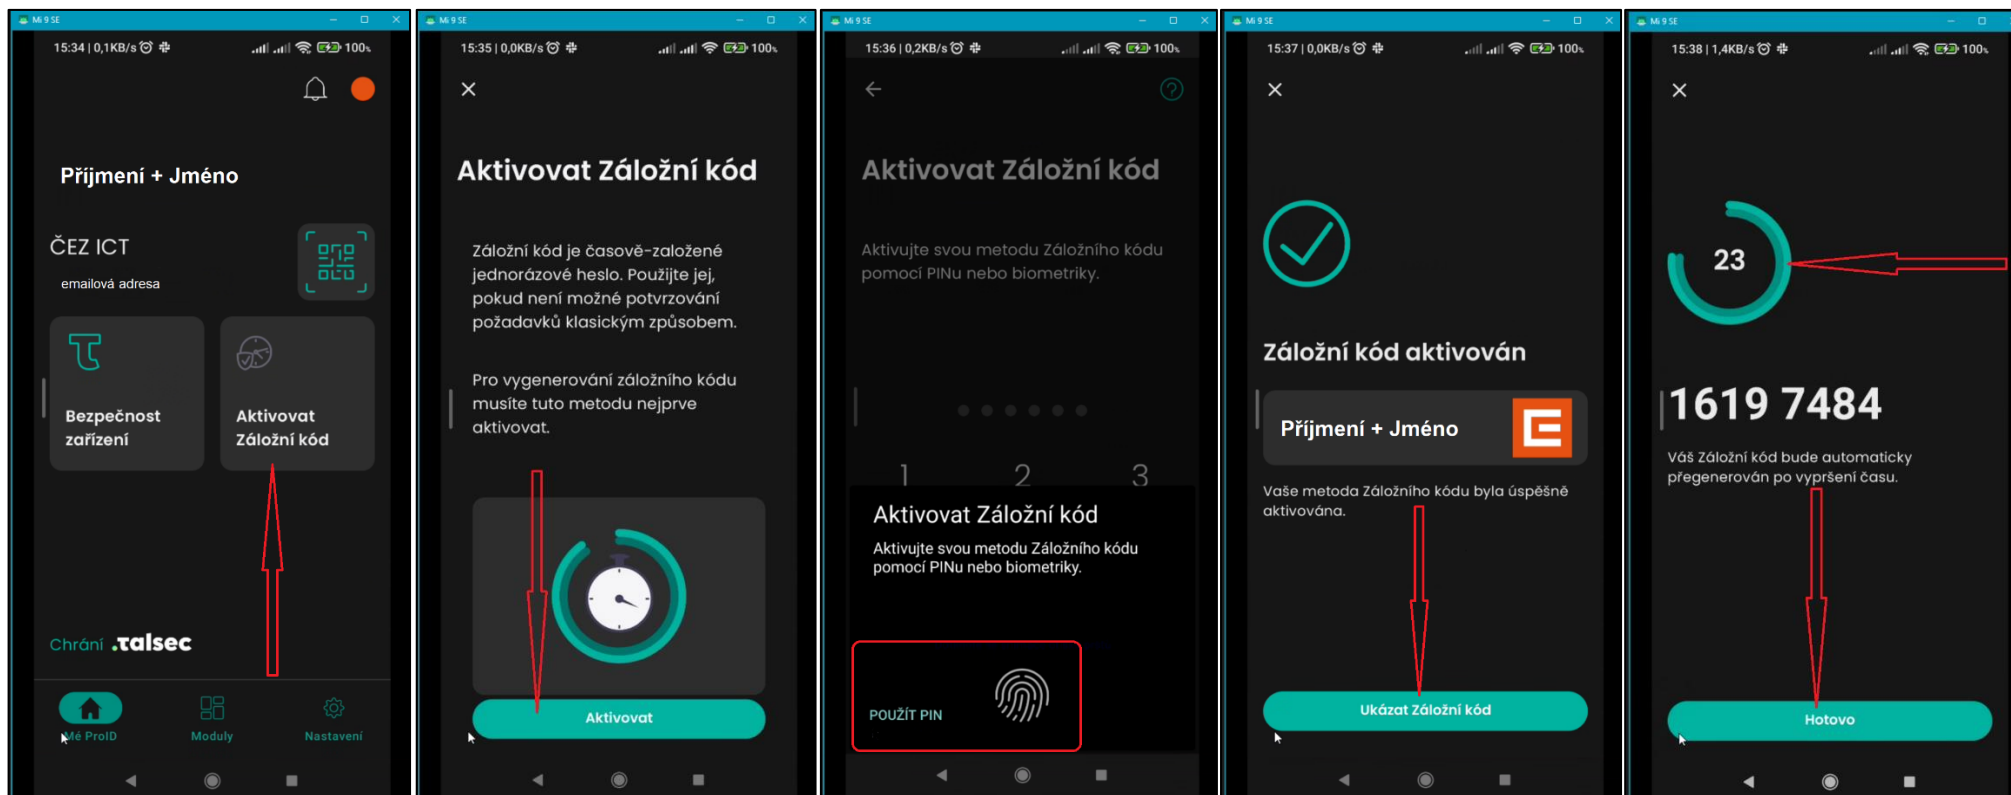 Mi 9 SE
15:34 | 0,1KB/s
100%
Příjmení + Jméno
ČEZ ICT
emailová adresa
Bezpečnost
zařízení
Aktivovat
Záložní kód
Chrání .talsec
Mé ProID
Moduly
Nastavení
Mi 9 SE
15:35 | 0,0KB/s
100%
Aktivovat Záložní kód
Záložní kód je časově-založené
jednorázové heslo. Použijte jej,
pokud není možné potvrzování
požadavků klasickým způsobem.
Pro vygenerování záložního kódu
musíte tuto metodu nejprve
aktivovat.
Aktivovat
Mi 9 SE
15:36 | 0,2KB/s
100%
Aktivovat Záložní kód
Aktivujte svou metodu Záložního kódu
pomocí PINu nebo biometriky.
1 2 3
Aktivovat Záložní kód
Aktivujte svou metodu Záložního kódu
pomocí PINu nebo biometriky.
POUŽÍT PIN
Mi 9 SE
15:37 | 0,0KB/s
100%
Záložní kód aktivován
Příjmení + Jméno
Vaše metoda Záložního kódu byla úspěšně
aktivována.
Ukázat Záložní kód
Mi 9 SE
15:38 | 1,4KB/s
100%
23
1619 7484
Váš Záložní kód bude automaticky
přegenerován po vypršení času.
Hotovo